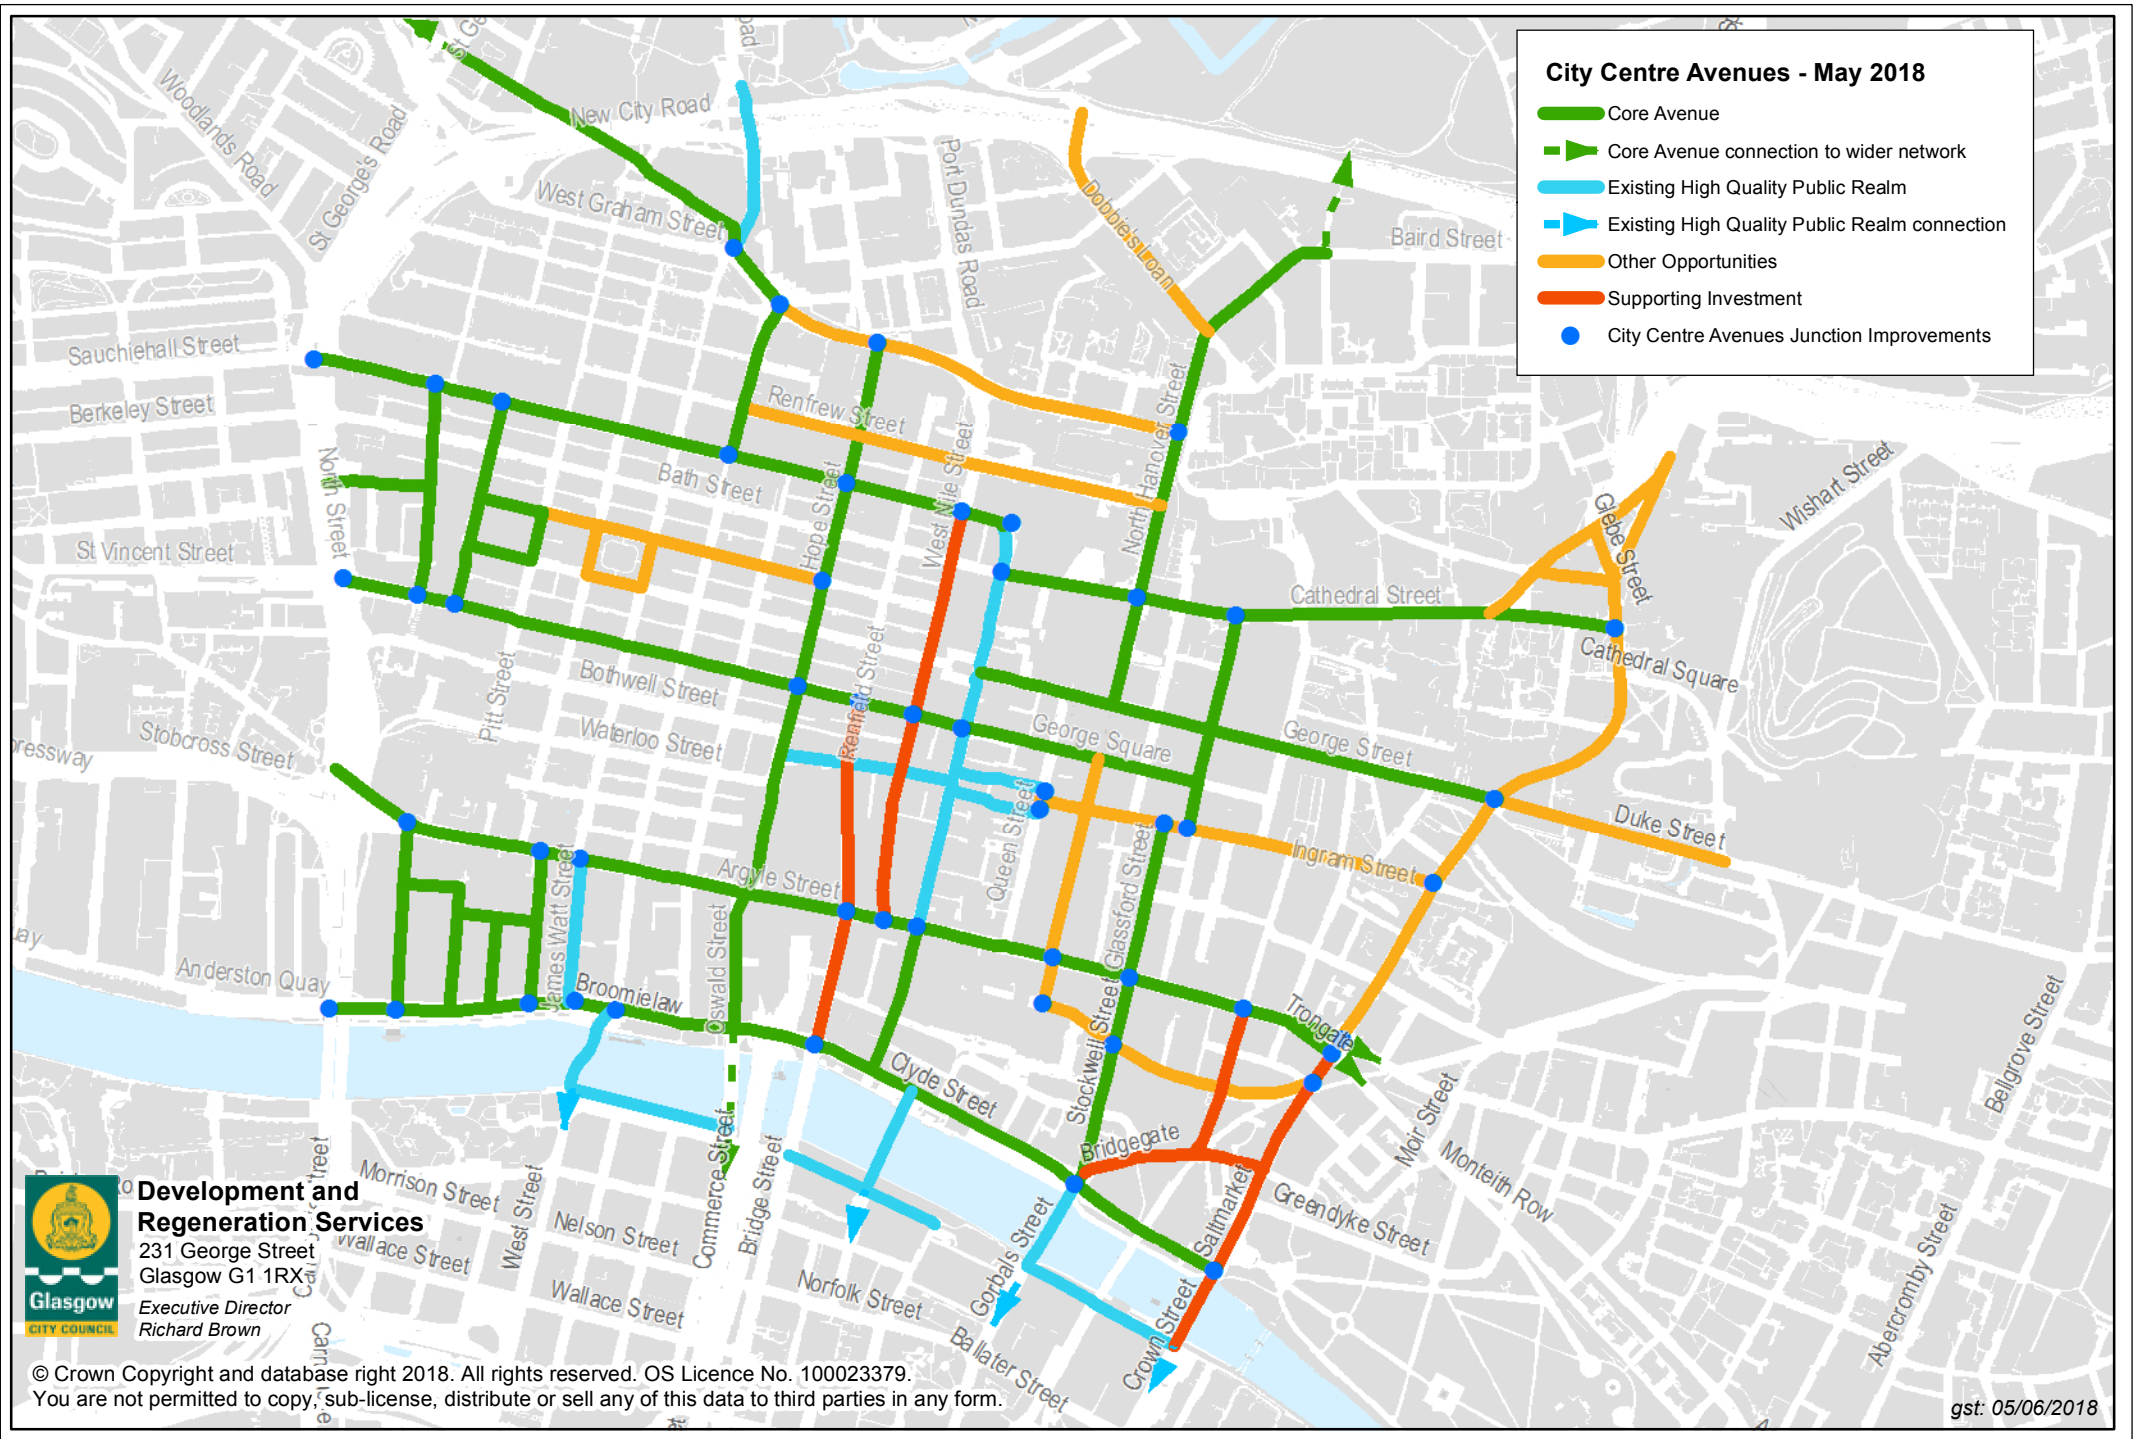 City Centre Avenues - May 2018
Core Avenue
Core Avenue connection to wider network
Existing High Quality Public Realm
Existing High Quality Public Realm connection
Other Opportunities
Supporting Investment
City Centre Avenues Junction Improvements
St Ge
oad
Woodlands Road
New City Road
St George's Road
West Graham Street
Port Dundas Road
Dobbie's Loan
Baird Street
Sauchiehall Street
Berkeley Street
Renfrew Street
North Hanover Street
North Street
Bath Street
Hope Street
West Nile Street
Glebe Street
Wishart Street
St Vincent Street
Cathedral Street
Cathedral Square
Pitt Street
Bothwell Street
Renfield Street
Waterloo Street
George Square
George Street
Stobcross Street
pressway
Queen Street
Duke Street
Ingram Street
Argyle Street
Glassford Street
James Watt Street
Oswald Street
uay
Anderston Quay
Broomielaw
Trongate
Stockwell Street
Clyde Street
Bridgegate
Moir Street
Monteith Row
Bellgrove Street
Commerce Street
Bridge Street
Morrison Street
West Street
Nelson Street
Wallace Street
Wallace Street
Norfolk Street
Gorbals Street
Ballater Street
Saltmarket
Greendyke Street
Crown Street
Abercromby Street
Glasgow
CITY COUNCIL
Development and
Regeneration Services
231 George Street
Glasgow G1 1RX
Executive Director
Richard Brown
© Crown Copyright and database right 2018. All rights reserved. OS Licence No. 100023379.
You are not permitted to copy, sub-license, distribute or sell any of this data to third parties in any form.
gst: 05/06/2018